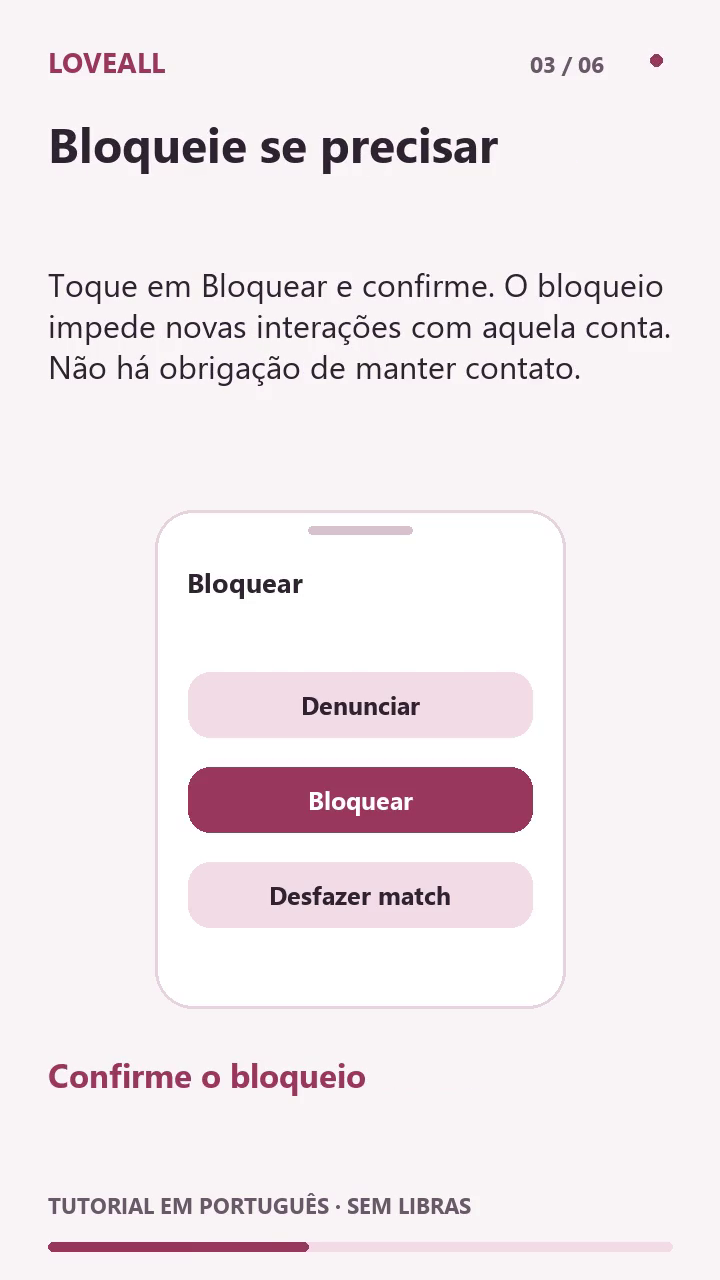 LOVEALL
03 / 06
Bloqueie se precisar
Toque em Bloquear e confirme. O bloqueio
impede novas interações com aquela conta.
Não há obrigação de manter contato.
Bloquear
Denunciar
Bloquear
Desfazer match
Confirme o bloqueio
TUTORIAL EM PORTUGUÊS · SEM LIBRAS